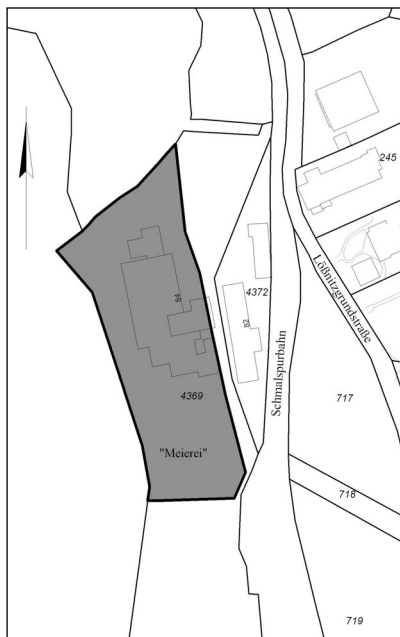 245
Lößnitzgrundstraße
4372
84
82
Schmalspurbahn
4369
717
"Meierei"
718
719